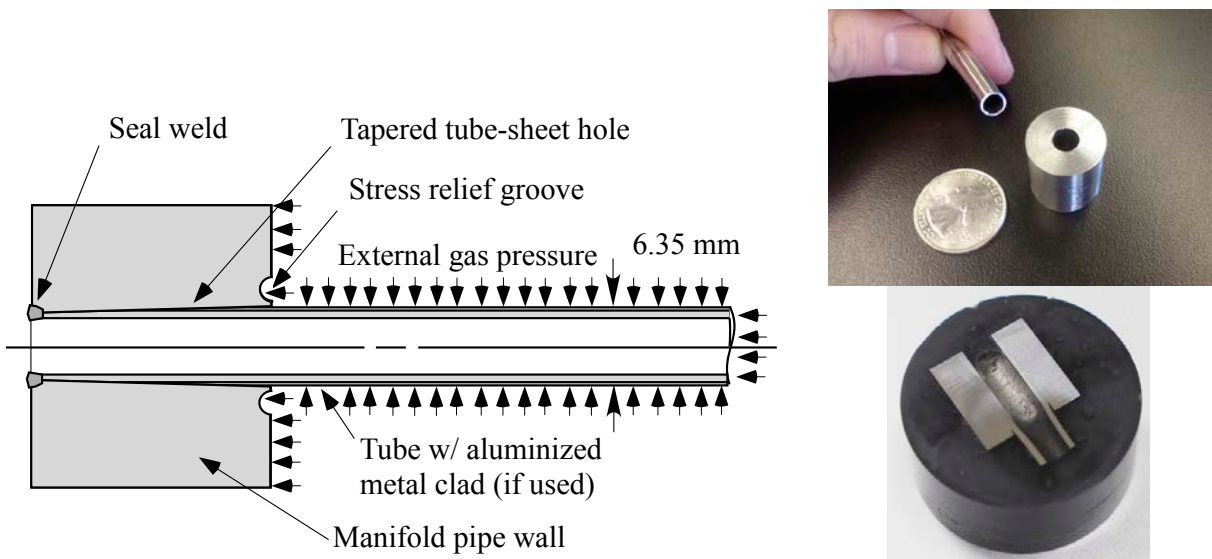 Seal weld
Tapered tube-sheet hole
Stress relief groove
External gas pressure
6.35 mm
Tube w/ aluminized
metal clad (if used)
Manifold pipe wall